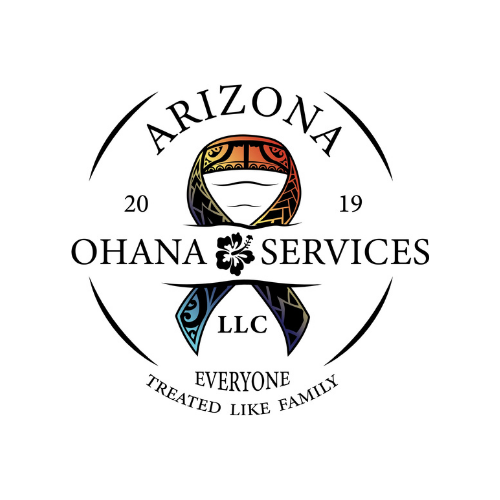 ARIZONA
20 19
OHANA SERVICES
LLC
EVERYONE
TREATED LIKE FAMILY